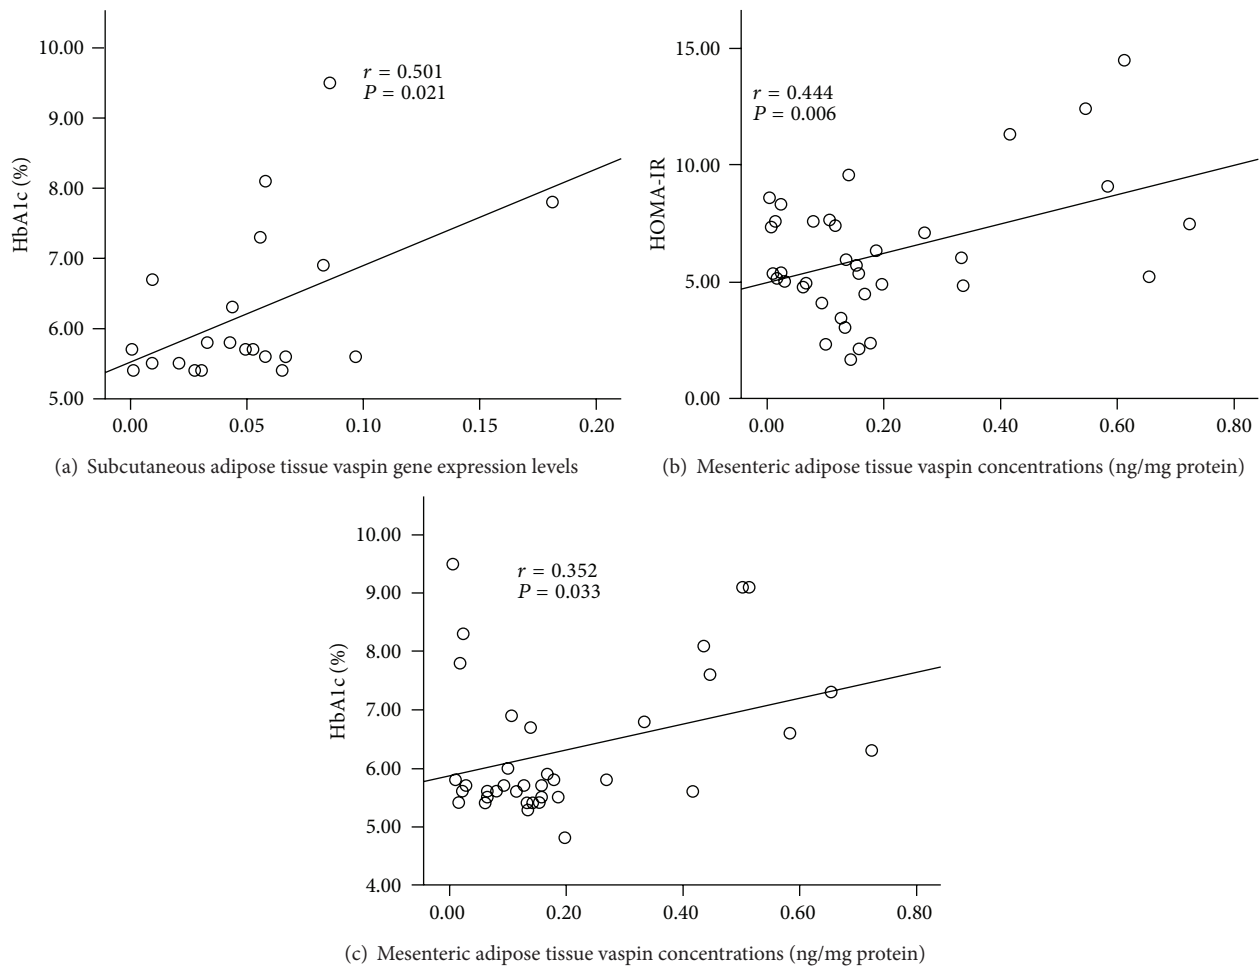 10.00
9.00
8.00
7.00
6.00
5.00
HbA1c (%)
r = 0.501
P = 0.021
0.00 0.05 0.10 0.15 0.20
(a) Subcutaneous adipose tissue vaspin gene expression levels
15.00
10.00
5.00
0.00
HOMA-IR
r = 0.444
P = 0.006
0.00 0.20 0.40 0.60 0.80
(b) Mesenteric adipose tissue vaspin concentrations (ng/mg protein)
10.00
9.00
8.00
7.00
6.00
5.00
4.00
HbA1c (%)
r = 0.352
P = 0.033
0.00 0.20 0.40 0.60 0.80
(c) Mesenteric adipose tissue vaspin concentrations (ng/mg protein)